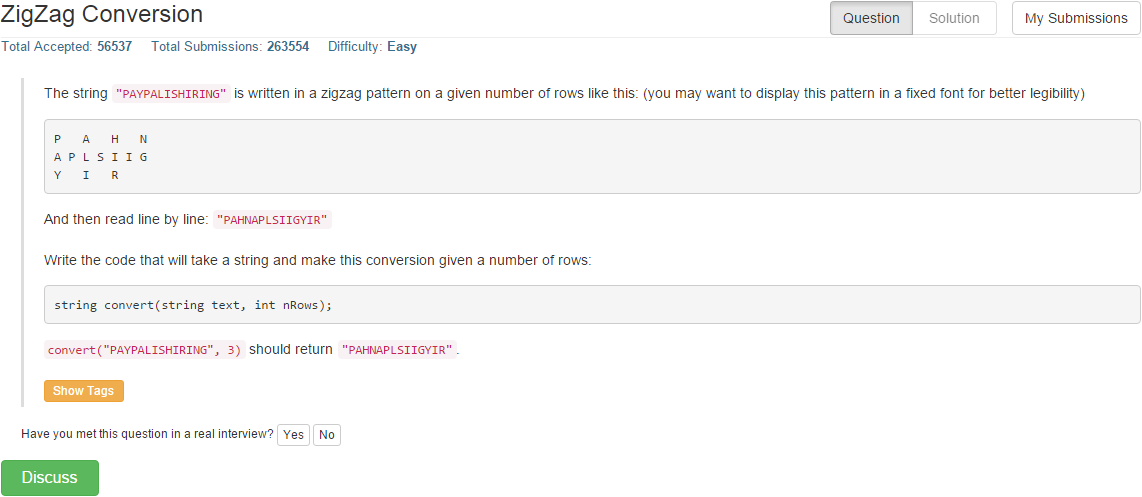 ZigZag Conversion
Question Solution My Submissions
Total Accepted: 56537 Total Submissions: 263554 Difficulty: Easy
The string "PAYPALISHIRING" is written in a zigzag pattern on a given number of rows like this: (you may want to display this pattern in a fixed font for better legibility)
P   A   H   N
A P L S I I G
Y   I   R
And then read line by line: "PAHNAPLSIIGYIR"
Write the code that will take a string and make this conversion given a number of rows:
string convert(string text, int nRows);
convert("PAYPALISHIRING", 3) should return "PAHNAPLSIIGYIR".
Show Tags
Have you met this question in a real interview? Yes No
Discuss